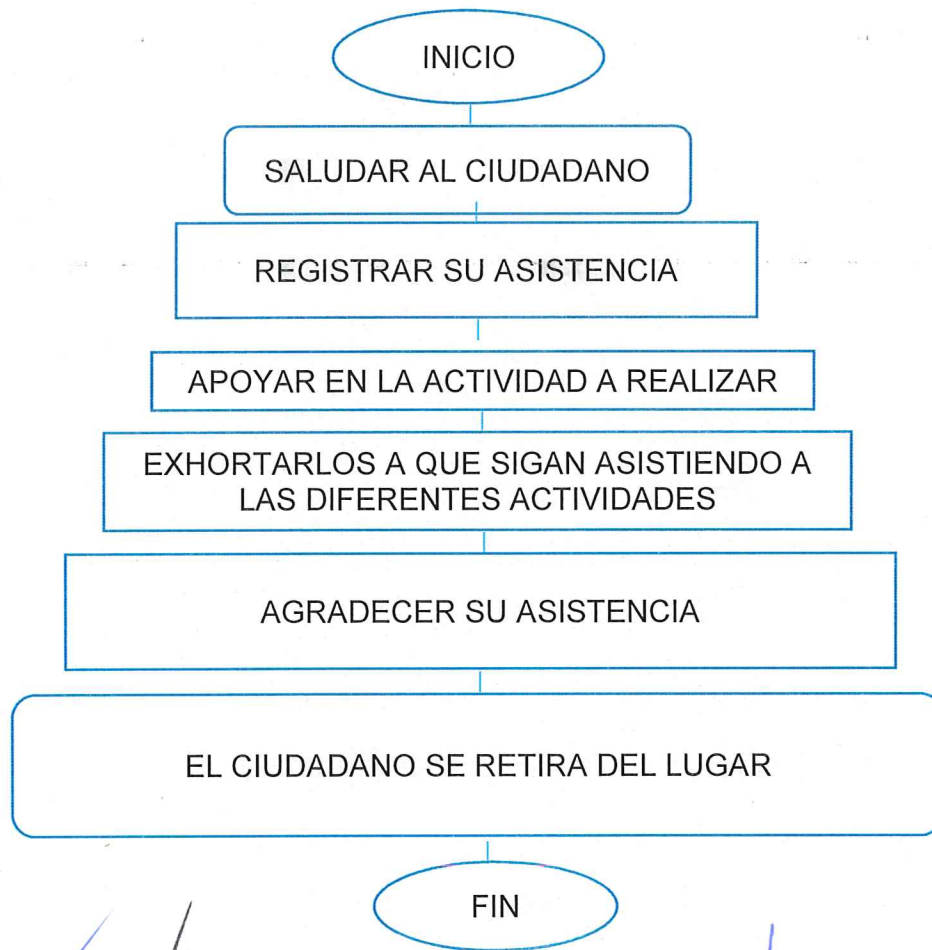 INICIO
SALUDAR AL CIUDADANO
REGISTRAR SU ASISTENCIA
APOYAR EN LA ACTIVIDAD A REALIZAR
EXHORTARLOS A QUE SIGAN ASISTIENDO A
LAS DIFERENTES ACTIVIDADES
AGRADECER SU ASISTENCIA
EL CIUDADANO SE RETIRA DEL LUGAR
FIN